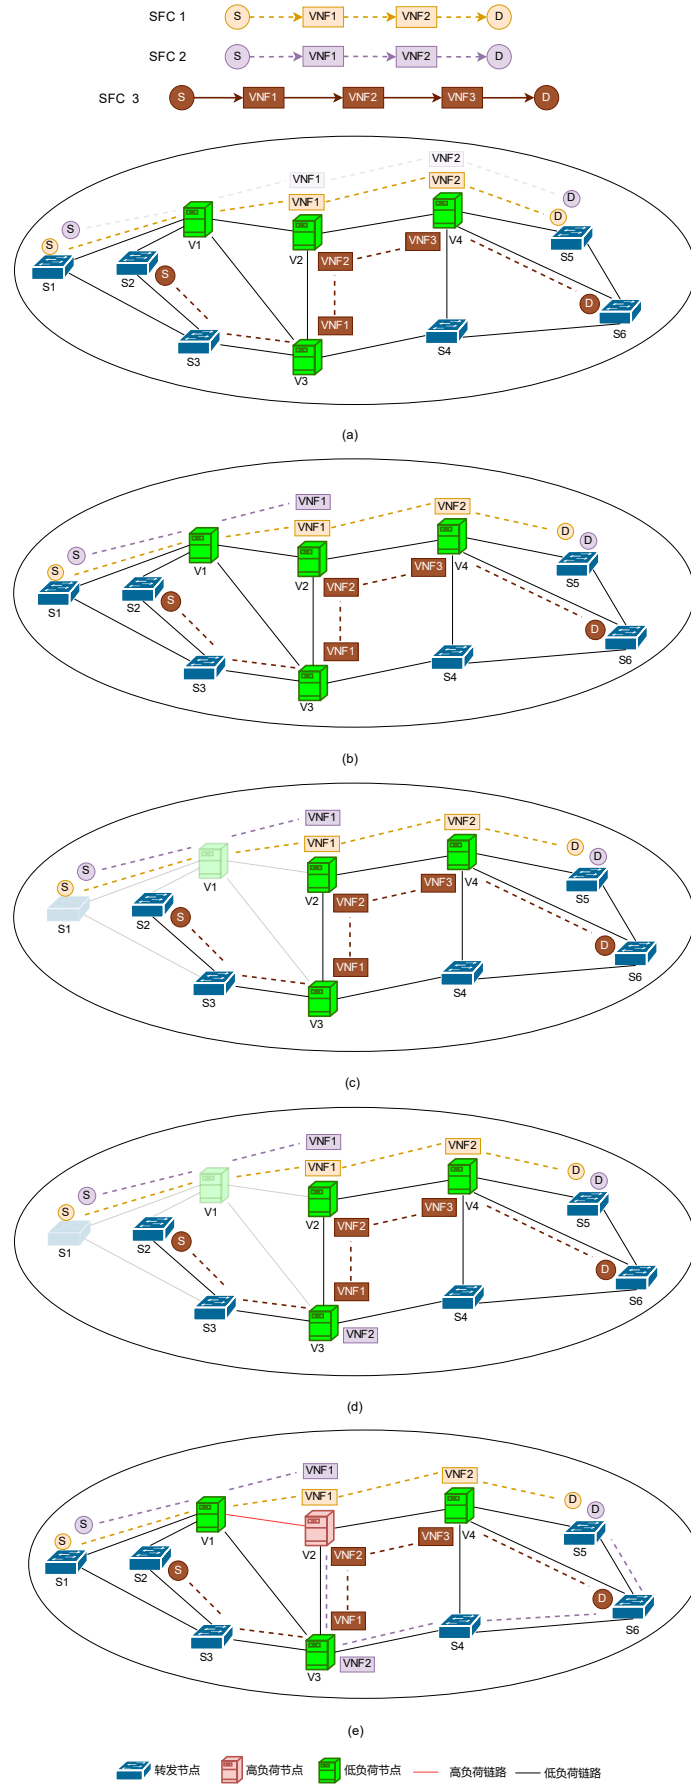 SFC 1 S VNF1 VNF2 D
SFC 2 S VNF1 VNF2 D
SFC 3 S VNF1 VNF2 VNF3 D
VNF2
VNF1 VNF2
S VNF1 D
S V1 V2 VNF3 V4 D S5
S1 S2 S VNF2
S3 VNF1 D
V3 S4 S6
(a)
VNF1 VNF2
S VNF1 D
S V1 V2 VNF3 V4 D S5
S1 S2 S VNF2
S3 VNF1 D
V3 S4 S6
(b)
VNF1 VNF2
S VNF1 D
S V1 V2 VNF3 V4 D S5
S1 S2 S VNF2
S3 VNF1 D
V3 S4 S6
(c)
VNF1 VNF2
S VNF1 D
S V1 V2 VNF3 V4 D S5
S1 S2 S VNF2
S3 VNF1 D
V3 VNF2 S4 S6
(d)
VNF1 VNF2
S VNF1 D
S V1 V2 VNF3 V4 D S5
S1 S2 S VNF2
S3 VNF1 D
V3 VNF2 S4 S6
(e)
转发节点 高负荷节点 低负荷节点 高负荷链路 低负荷链路